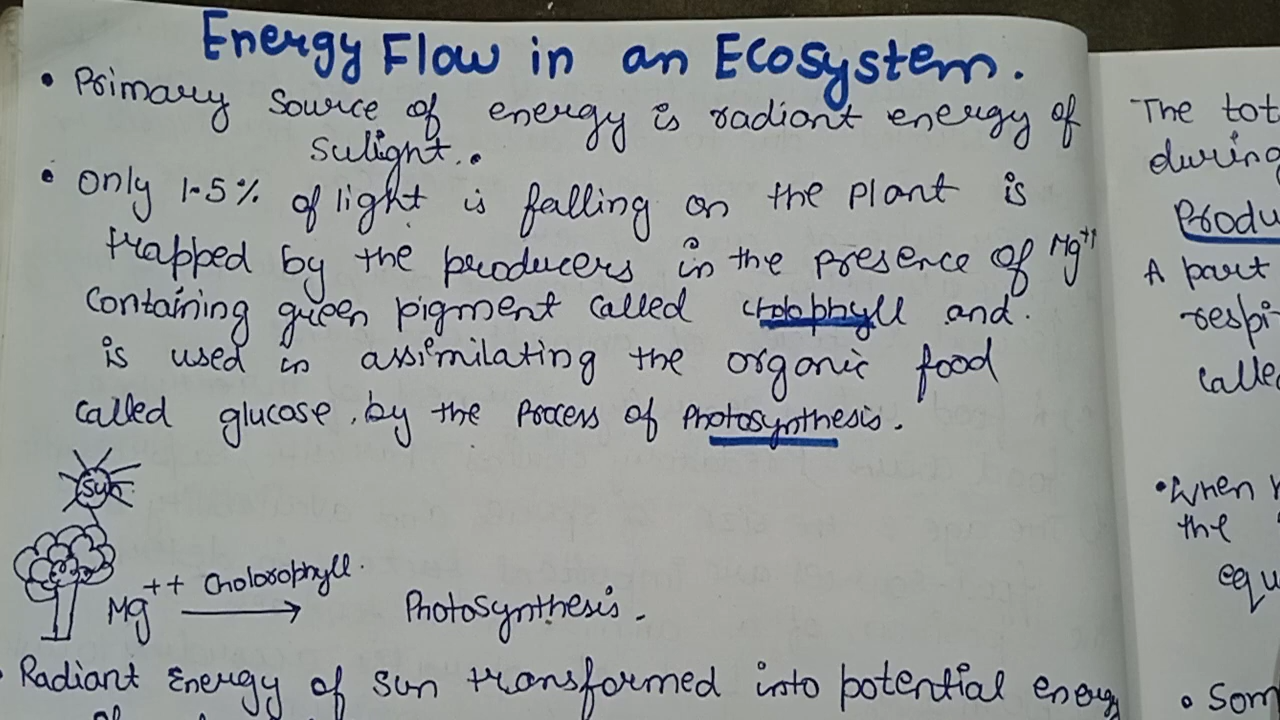 Energy Flow in an Ecosystem.
• Primary source of energy is radiant energy of
sulight.
• only 1-5% of light is falling on the plant is
trapped by the producers in the presence of Mg++
containing green pigment called cholophyll and
is used in assimilating the organic food
called glucose, by the process of Photosynthesis.
Sun
Mg++ Cholorophyll.
Photosynthesis.
Radiant Energy of sun transformed into potential energy
The tot
during
Produ
A part
respi
calle
• When
the
equ
• Som